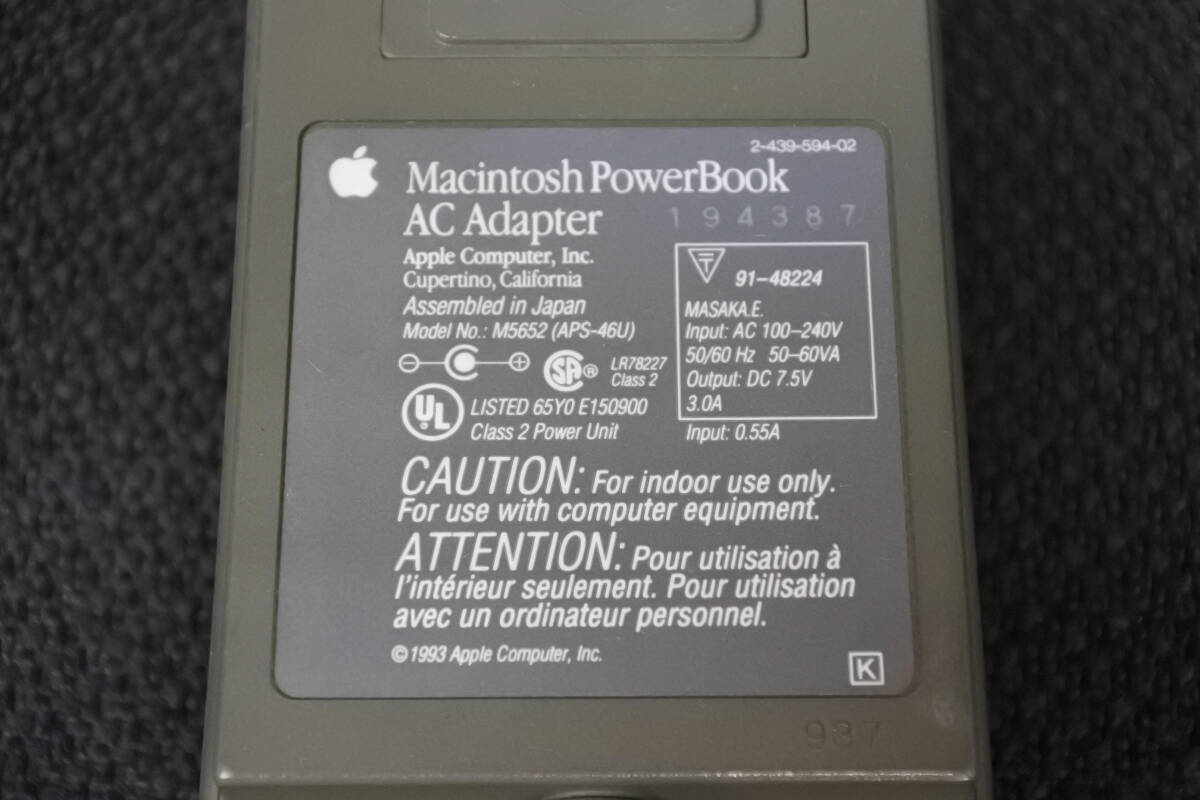 2-439-594-02
Macintosh PowerBook
AC Adapter
194387
Apple Computer, Inc.
Cupertino, California
Assembled in Japan
Model No.: M5652 (APS-46U)
T
91-48224
MASAKA.E.
Input: AC 100-240V
50/60 Hz 50-60VA
Output: DC 7.5V
3.0A
SA ®
LR78227
Class 2
UL
LISTED 65Y0 E150900
Class 2 Power Unit
Input: 0.55A
CAUTION: For indoor use only.
For use with computer equipment.
ATTENTION: Pour utilisation à
l'intérieur seulement. Pour utilisation
avec un ordinateur personnel.
©1993 Apple Computer, Inc.
K
937